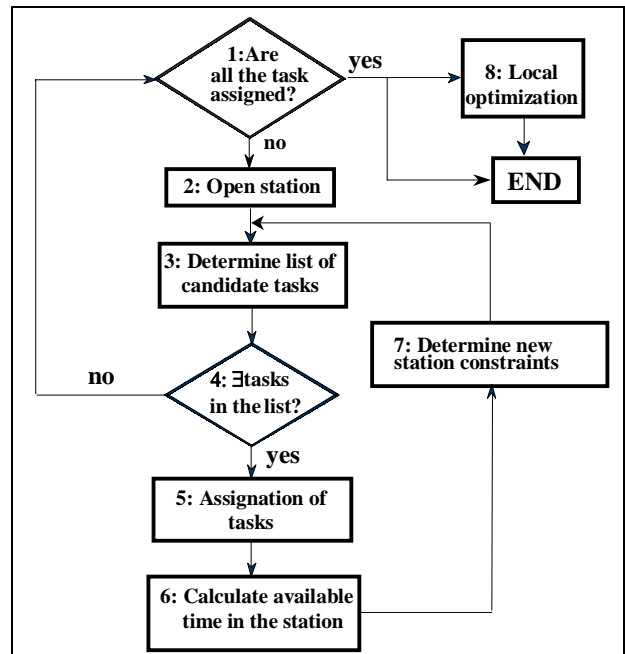 1:Are
all the task
assigned?
yes
8: Local
optimization
no
2: Open station
END
3: Determine list of
candidate tasks
7: Determine new
station constraints
no
4: ∃tasks
in the list?
yes
5: Assignation of
tasks
6: Calculate available
time in the station